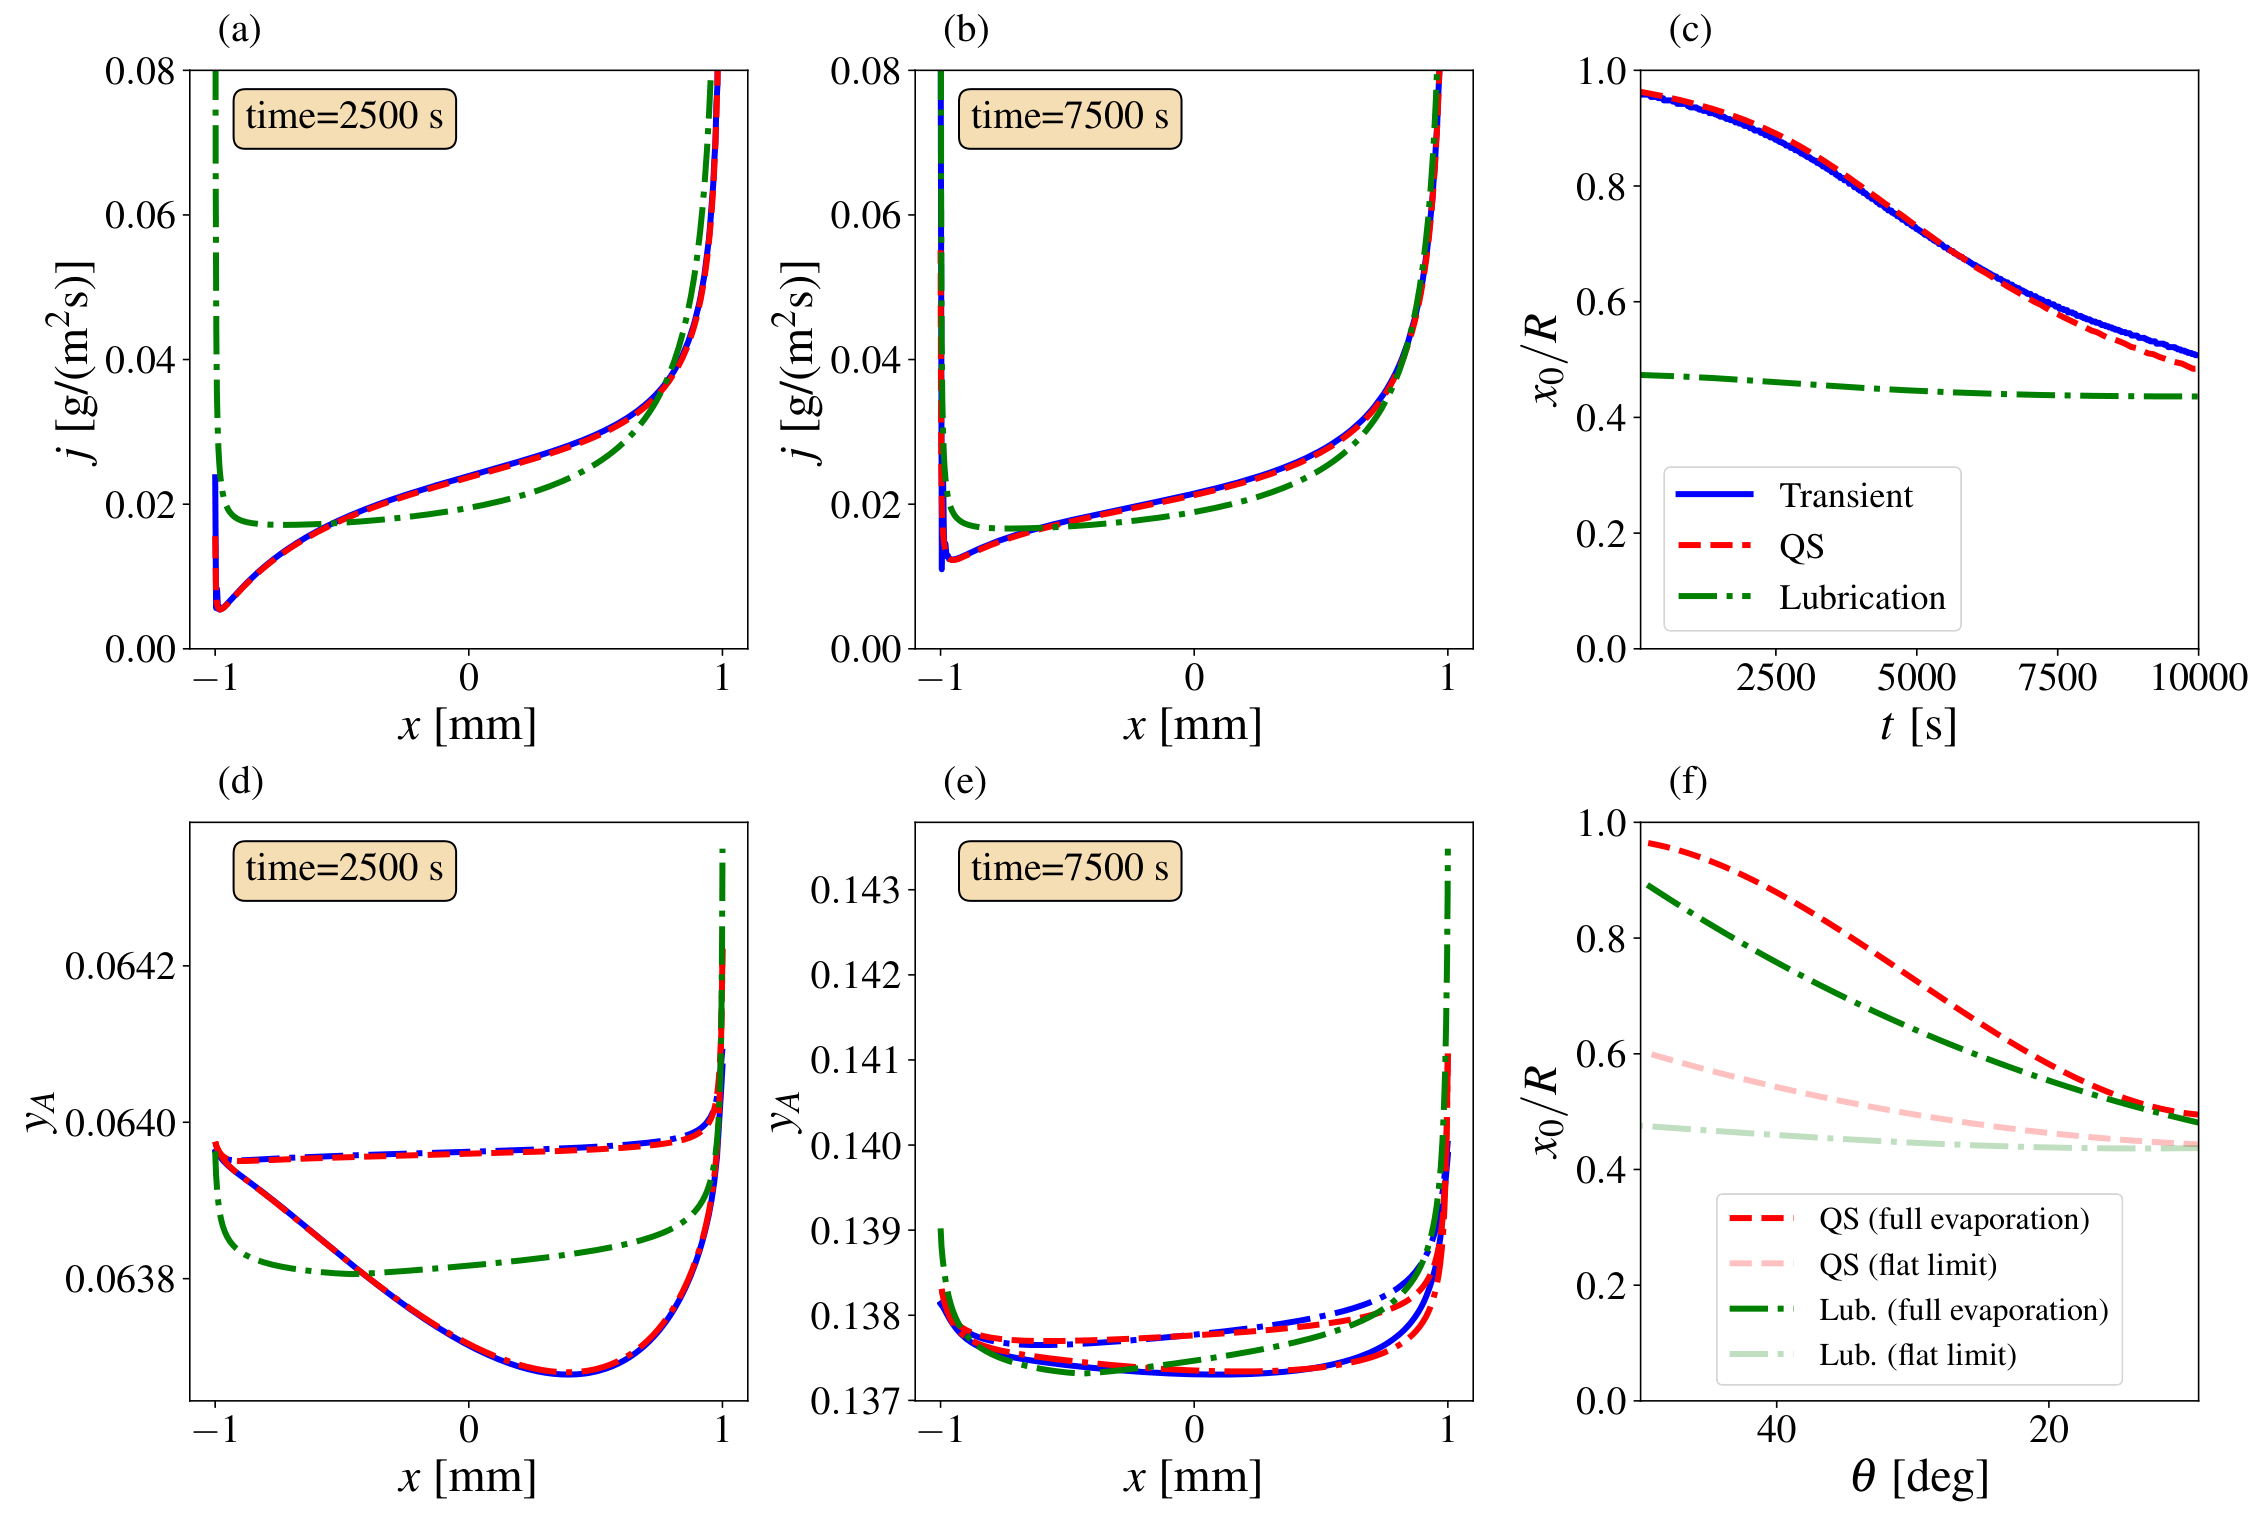 (a)
0.08
0.06
0.04
0.02
0.00
j [g/(m²s)]
time=2500 s
−1 0 1
x [mm]
(b)
0.08
0.06
0.04
0.02
0.00
j [g/(m²s)]
time=7500 s
−1 0 1
x [mm]
(c)
1.0
0.8
0.6
0.4
0.2
0.0
x₀/R
Transient
QS
Lubrication
2500 5000 7500 10000
t [s]
(d)
0.0642
0.0640
0.0638
y_A
time=2500 s
−1 0 1
x [mm]
(e)
0.143
0.142
0.141
0.140
0.139
0.138
0.137
y_A
time=7500 s
−1 0 1
x [mm]
(f)
1.0
0.8
0.6
0.4
0.2
0.0
x₀/R
QS (full evaporation)
QS (flat limit)
Lub. (full evaporation)
Lub. (flat limit)
40 20
θ [deg]